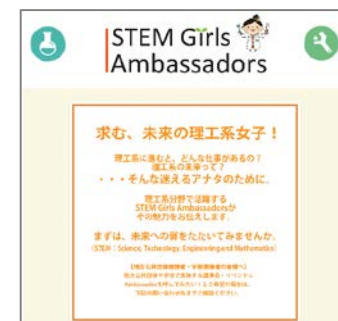 STEM Girls
Ambassadors
求む、未来の理工系女子！
理工系に進むと、どんな仕事があるの？
理工系の未来って？
・・・そんな迷えるアナタのために。
理工系分野で活躍する
STEM Girls Ambassadorsが
その魅力をお伝えします。
まずは、未来への扉をたたいてみませんか。
(STEM：Science, Technology, Engineering and Mathematics)